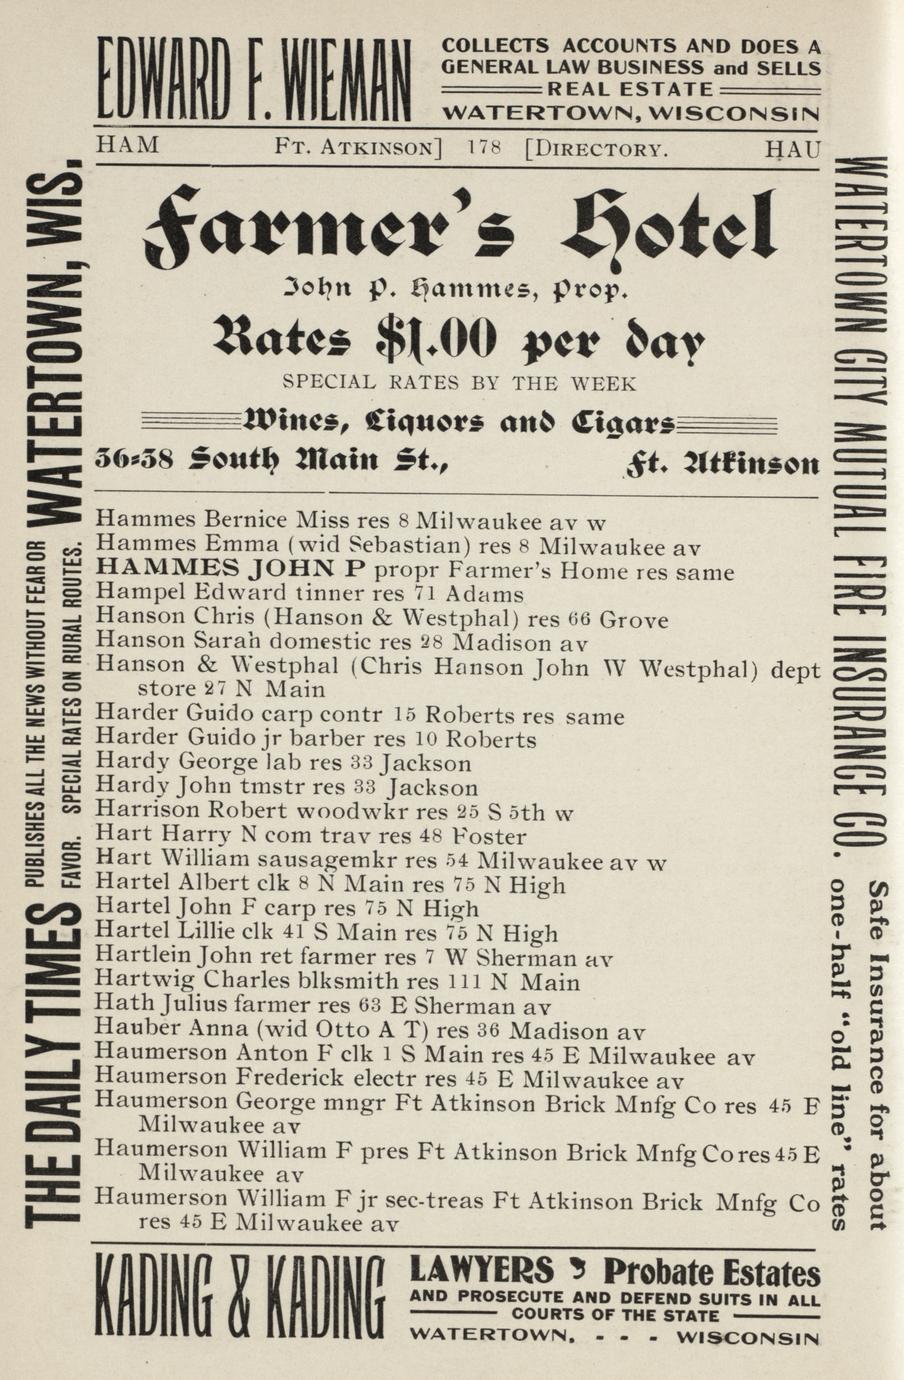 EDWARD F. WIEMAN
COLLECTS ACCOUNTS AND DOES A
GENERAL LAW BUSINESS and SELLS
REAL ESTATE
WATERTOWN, WISCONSIN
HAM FT. ATKINSON] 178 [DIRECTORY. HAU
Farmer's Hotel
John P. Hammes, Prop.
Rates $1.00 per day
SPECIAL RATES BY THE WEEK
Wines, Liquors and Cigars
36-38 South Main St., Ft. Atkinson
Hammes Bernice Miss res 8 Milwaukee av w
Hammes Emma (wid Sebastian) res 8 Milwaukee av
HAMMES JOHN P propr Farmer's Home res same
Hampel Edward tinner res 71 Adams
Hanson Chris (Hanson & Westphal) res 66 Grove
Hanson Sarah domestic res 28 Madison av
Hanson & Westphal (Chris Hanson John W Westphal) dept
store 27 N Main
Harder Guido carp contr 15 Roberts res same
Harder Guido jr barber res 10 Roberts
Hardy George lab res 33 Jackson
Hardy John tmstr res 33 Jackson
Harrison Robert woodwkr res 25 S 5th w
Hart Harry N com trav res 48 Foster
Hart William sausagemkr res 54 Milwaukee av w
Hartel Albert clk 8 N Main res 75 N High
Hartel John F carp res 75 N High
Hartel Lillie clk 41 S Main res 75 N High
Hartlein John ret farmer res 7 W Sherman av
Hartwig Charles blksmith res 111 N Main
Hath Julius farmer res 63 E Sherman av
Hauber Anna (wid Otto A T) res 36 Madison av
Haumerson Anton F clk 1 S Main res 45 E Milwaukee av
Haumerson Frederick electr res 45 E Milwaukee av
Haumerson George mngr Ft Atkinson Brick Mnfg Co res 45 E
Milwaukee av
Haumerson William F pres Ft Atkinson Brick Mnfg Co res 45 E
Milwaukee av
Haumerson William F jr sec-treas Ft Atkinson Brick Mnfg Co
res 45 E Milwaukee av
KADING & KADING
LAWYERS Probate Estates
AND PROSECUTE AND DEFEND SUITS IN ALL
COURTS OF THE STATE
WATERTOWN. - - - WISCONSIN
THE DAILY TIMES PUBLISHES ALL THE NEWS WITHOUT FEAR OR
FAVOR. SPECIAL RATES ON RURAL ROUTES. WATERTOWN, WIS.
WATERTOWN CITY MUTUAL FIRE INSURANCE CO.
Safe Insurance for about
one-half "old line" rates